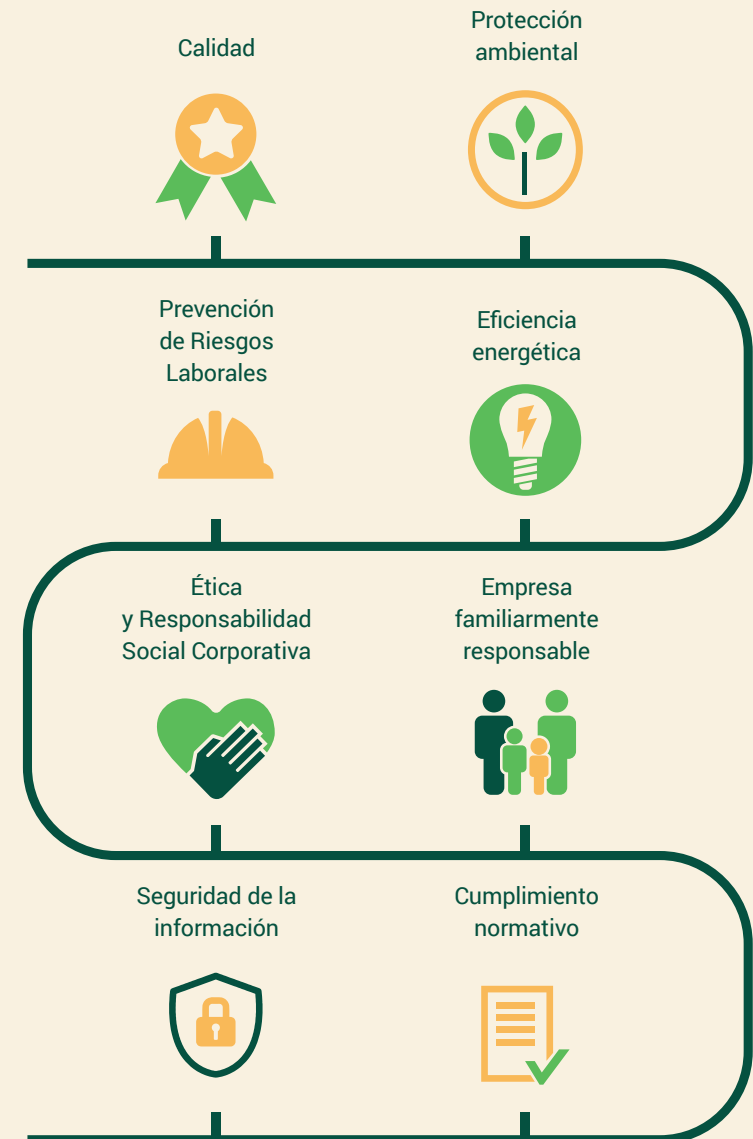 Calidad
Protección
ambiental
Prevención
de Riesgos
Laborales
Eficiencia
energética
Ética
y Responsabilidad
Social Corporativa
Empresa
familiarmente
responsable
Seguridad de la
información
Cumplimiento
normativo